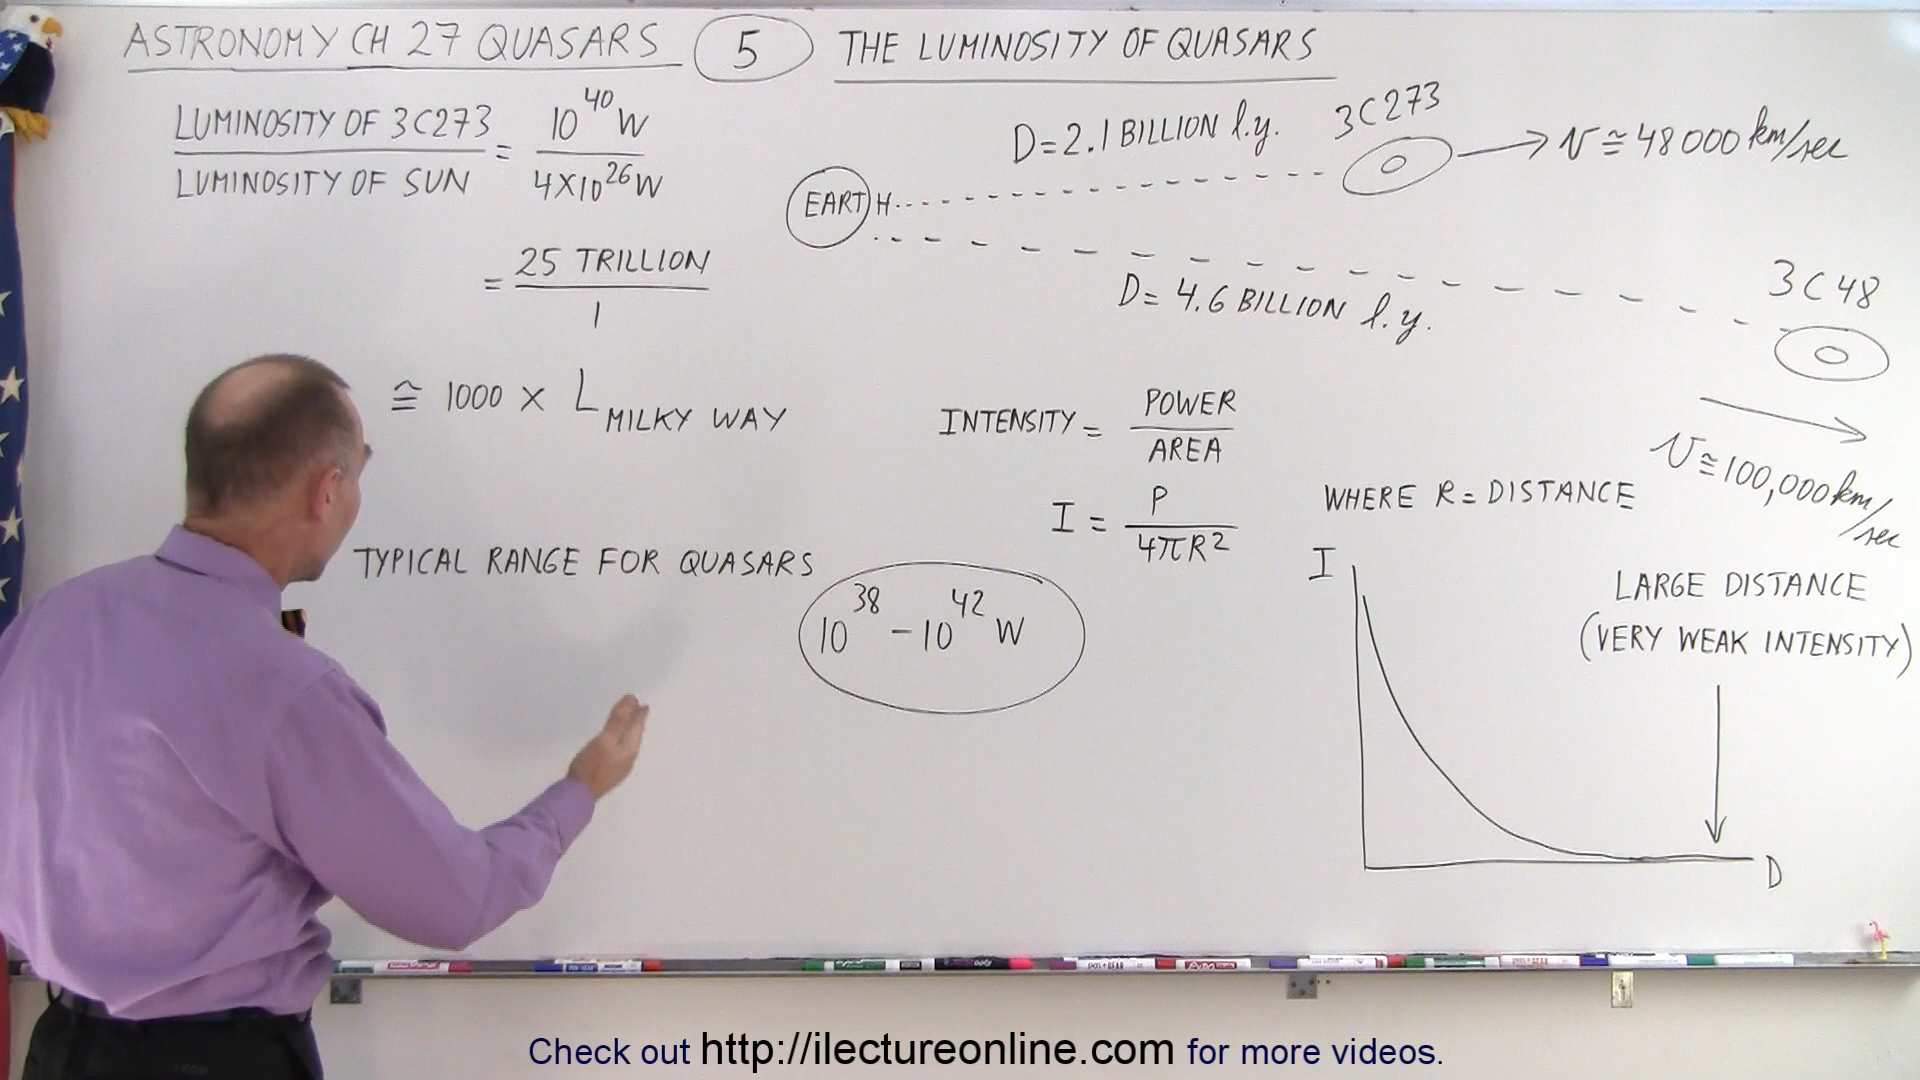 ASTRONOMY CH 27 QUASARS 5 THE LUMINOSITY OF QUASARS
LUMINOSITY OF 3C273 = 10^40 W
LUMINOSITY OF SUN 4X10^26 W
= 25 TRILLION
1
≅ 1000 X L MILKY WAY
TYPICAL RANGE FOR QUASARS
10^38 - 10^42 W
D = 2.1 BILLION l.y.
3C273
v ≅ 48000 km/sec
EARTH
D = 4.6 BILLION l.y.
3C48
v ≅ 100,000 km/sec
INTENSITY = POWER
AREA
I = P
4πR²
WHERE R = DISTANCE
I
LARGE DISTANCE
(VERY WEAK INTENSITY)
D
Check out http://ilectureonline.com for more videos.